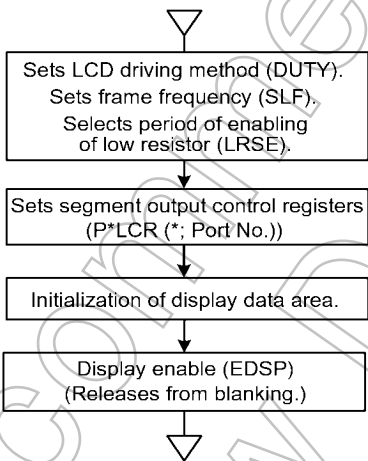 Sets LCD driving method (DUTY).
Sets frame frequency (SLF).
Selects period of enabling
of low resistor (LRSE).
Sets segment output control registers
(P*LCR (*; Port No.))
Initialization of display data area.
Display enable (EDSP)
(Releases from blanking.)